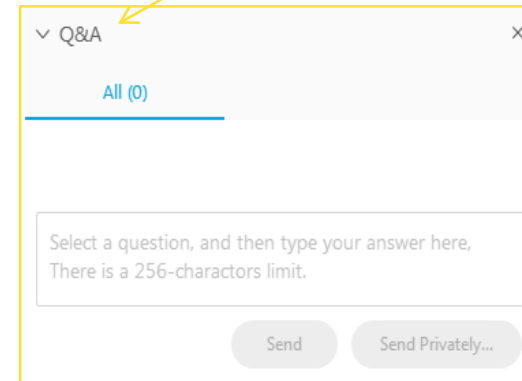 Q&A
All (0)
Select a question, and then type your answer here,
There is a 256-charactors limit.
Send Send Privately...